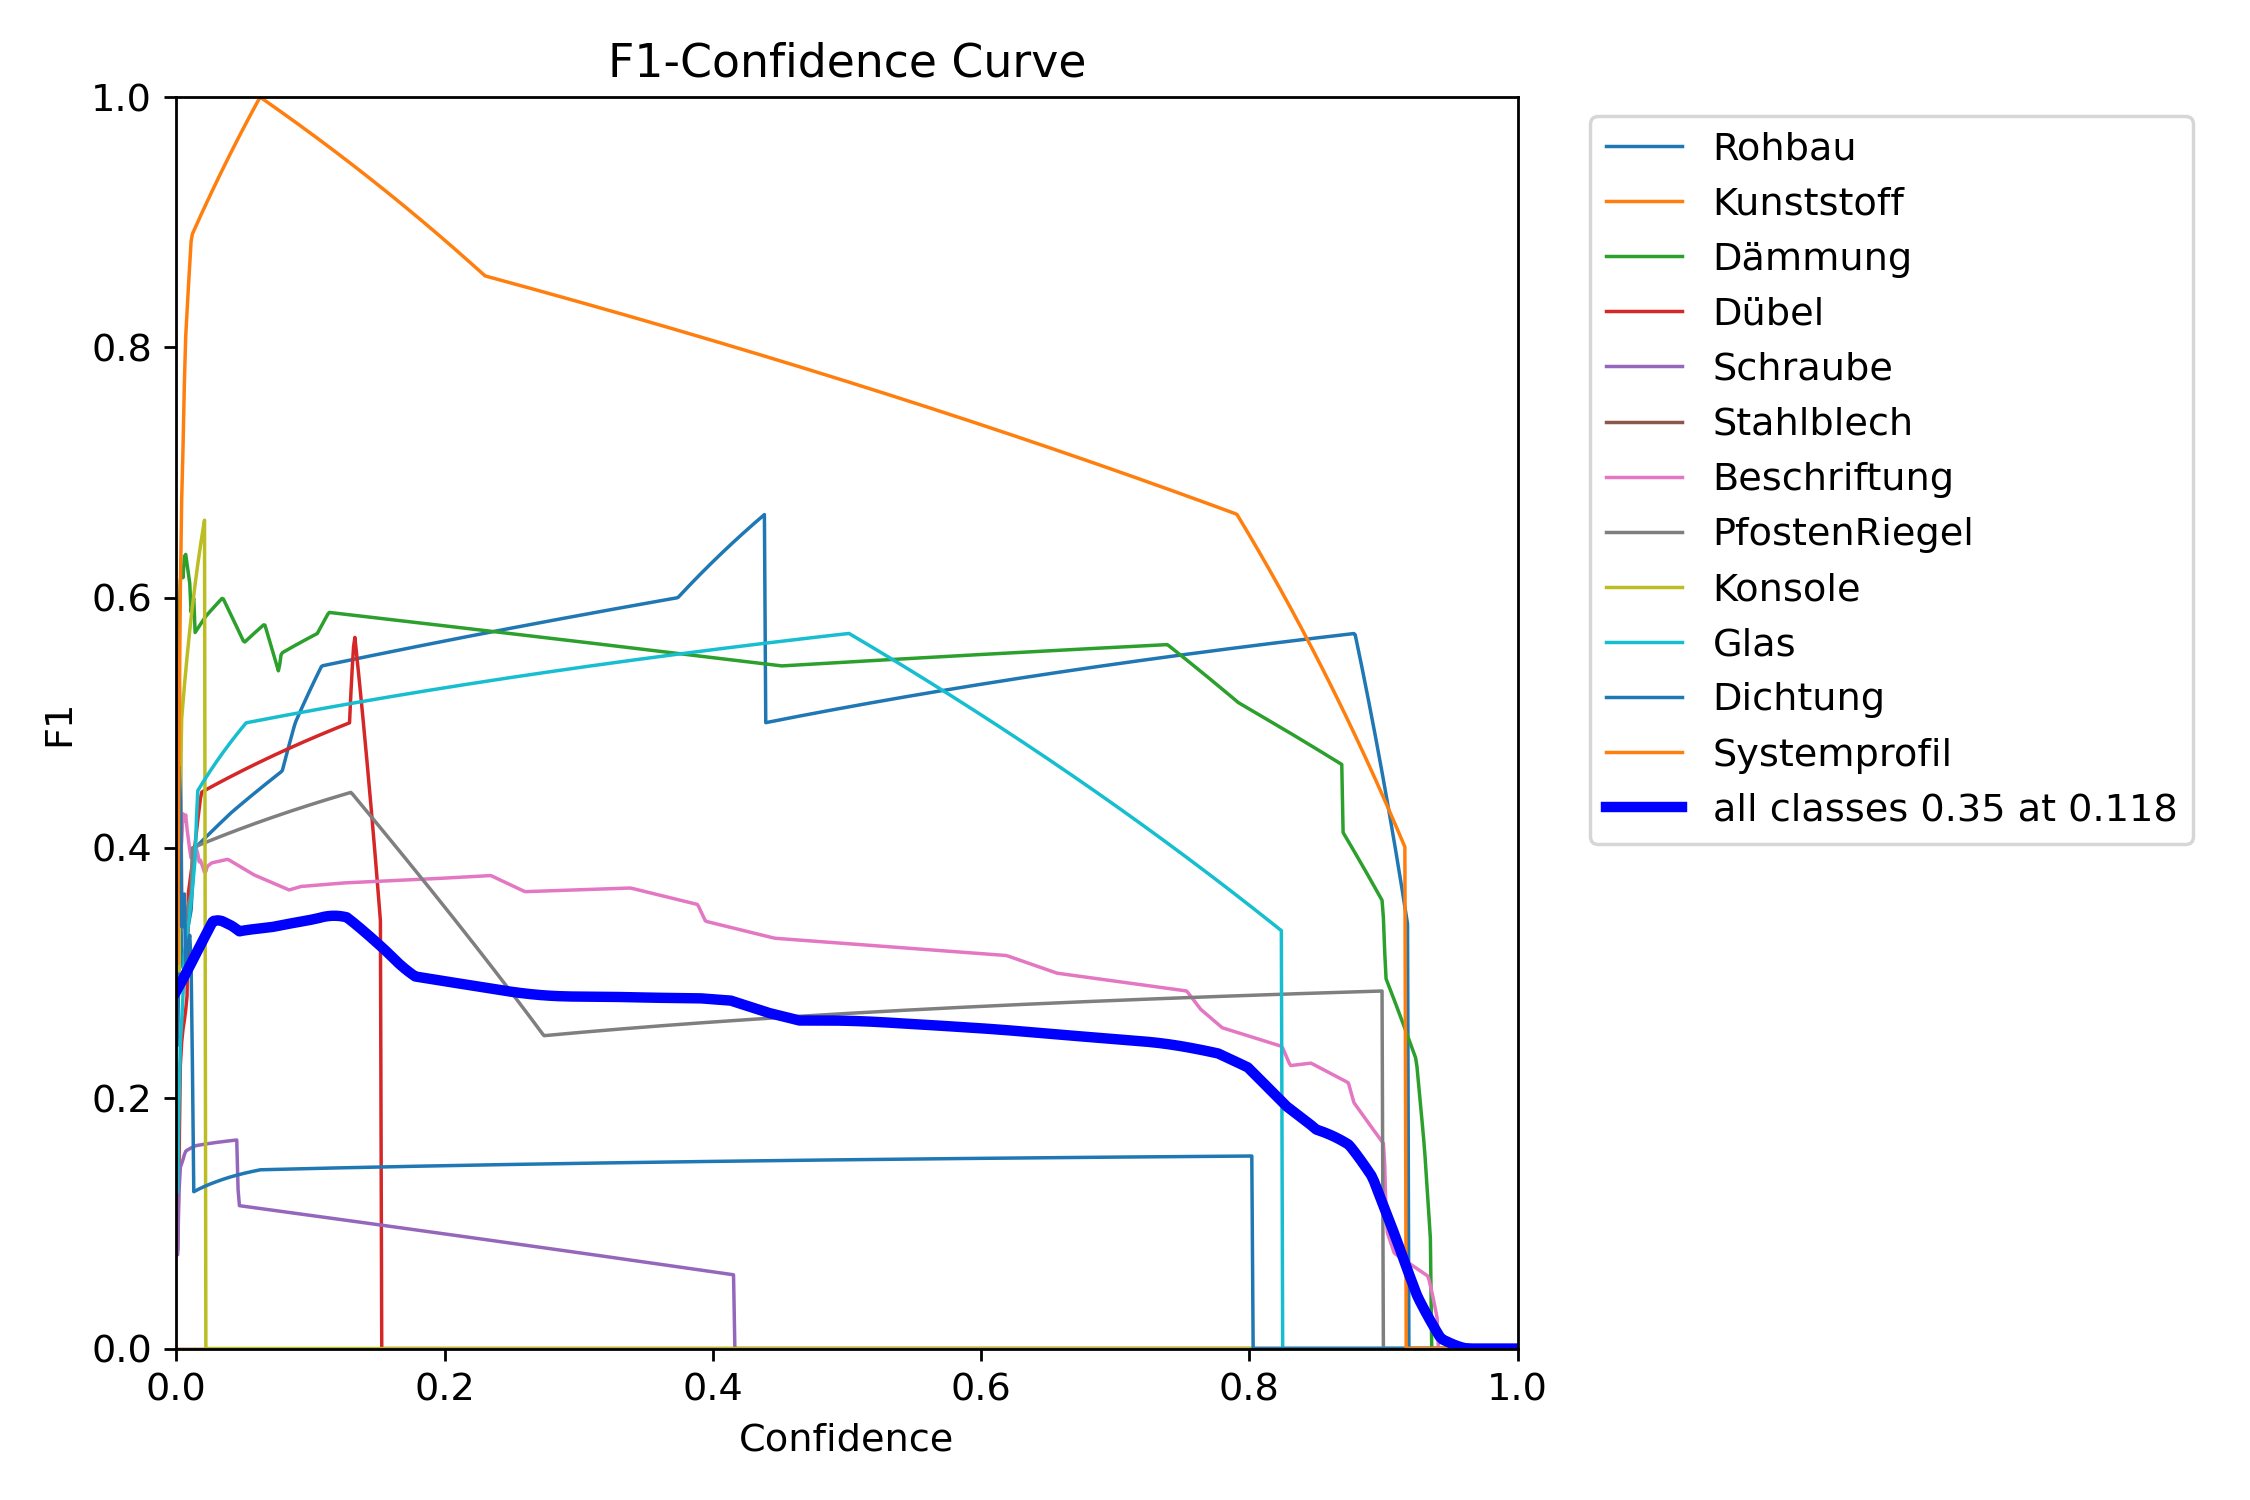 F1-Confidence Curve
1.0
0.8
0.6
0.4
0.2
0.0
F1
0.0 0.2 0.4 0.6 0.8 1.0
Confidence
Rohbau
Kunststoff
Dämmung
Dübel
Schraube
Stahlblech
Beschriftung
PfostenRiegel
Konsole
Glas
Dichtung
Systemprofil
all classes 0.35 at 0.118